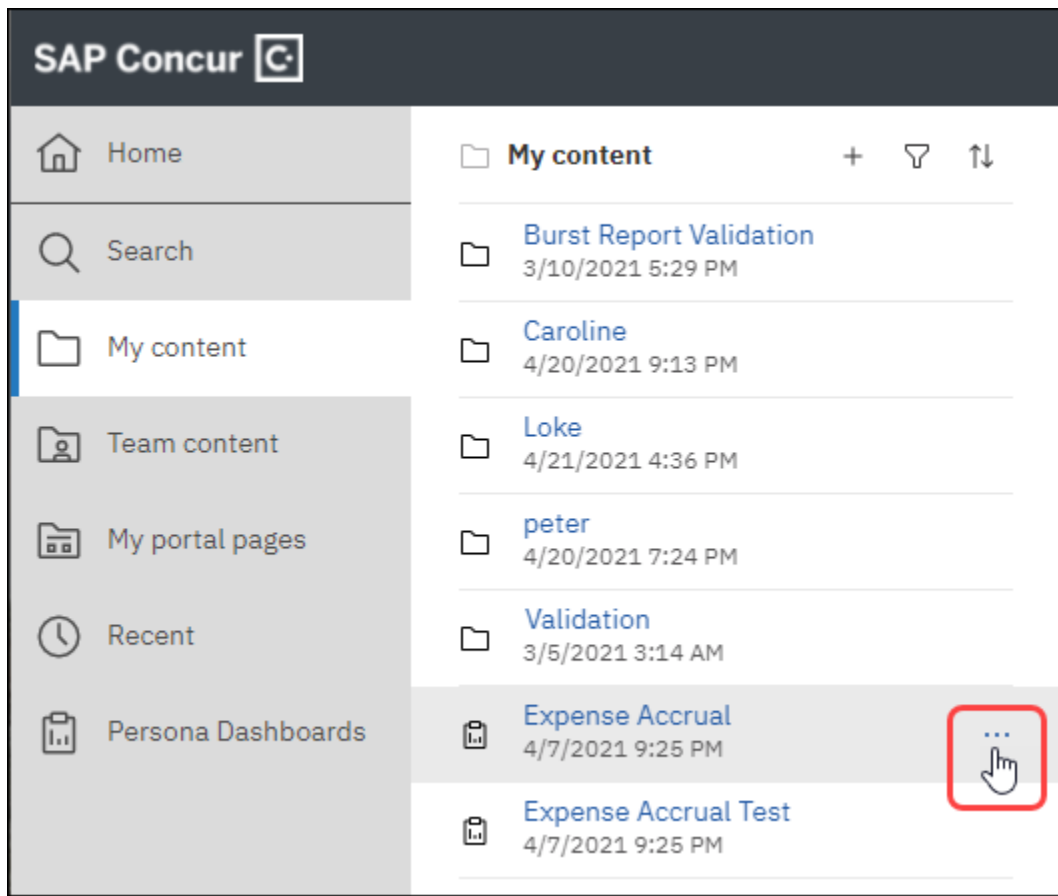 SAP Concur C
Home
Search
My content
Team content
My portal pages
Recent
Persona Dashboards
My content
Burst Report Validation
3/10/2021 5:29 PM
Caroline
4/20/2021 9:13 PM
Loke
4/21/2021 4:36 PM
peter
4/20/2021 7:24 PM
Validation
3/5/2021 3:14 AM
Expense Accrual
4/7/2021 9:25 PM
...
Expense Accrual Test
4/7/2021 9:25 PM